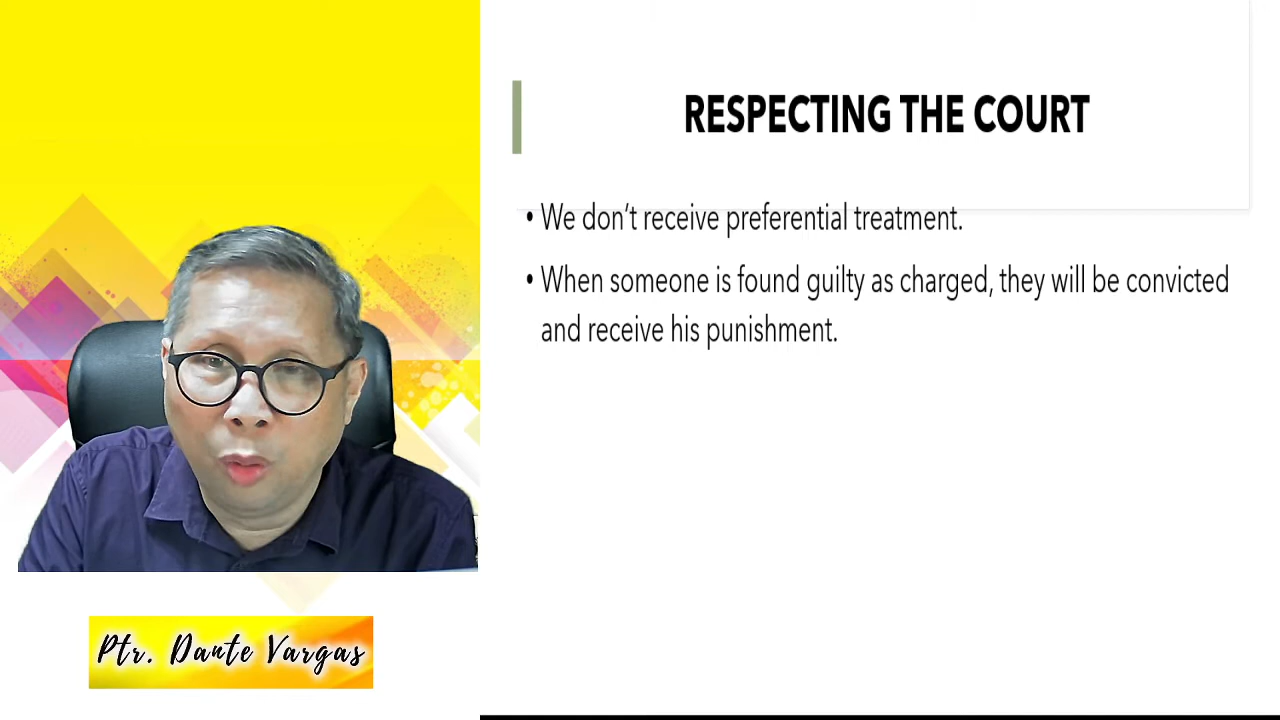 RESPECTING THE COURT
• We don’t receive preferential treatment.
• When someone is found guilty as charged, they will be convicted
and receive his punishment.
Ptr. Dante Vargas